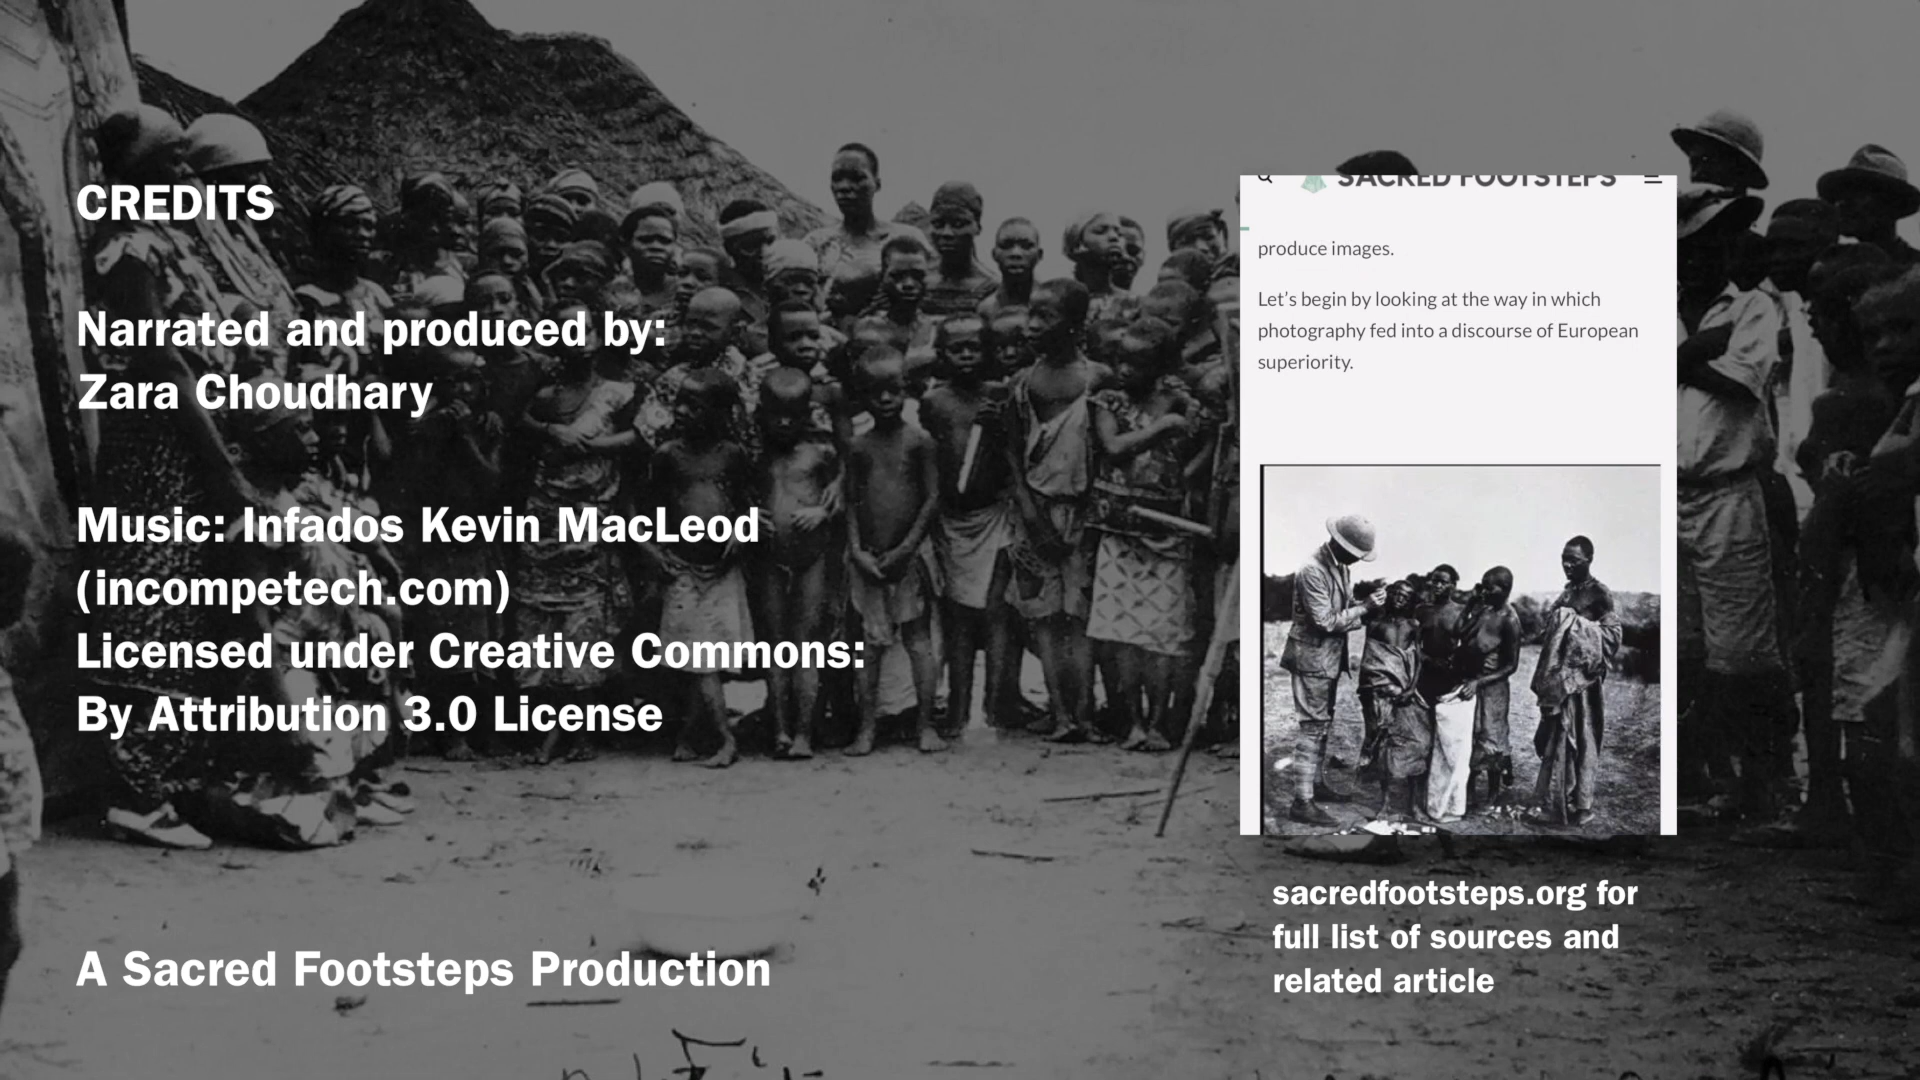 CREDITS
Narrated and produced by:
Zara Choudhary
Music: Infados Kevin MacLeod
(incompetech.com)
Licensed under Creative Commons:
By Attribution 3.0 License
A Sacred Footsteps Production
SACRED FOOTSTEPS
produce images.
Let's begin by looking at the way in which
photography fed into a discourse of European
superiority.
sacredfootsteps.org for
full list of sources and
related article